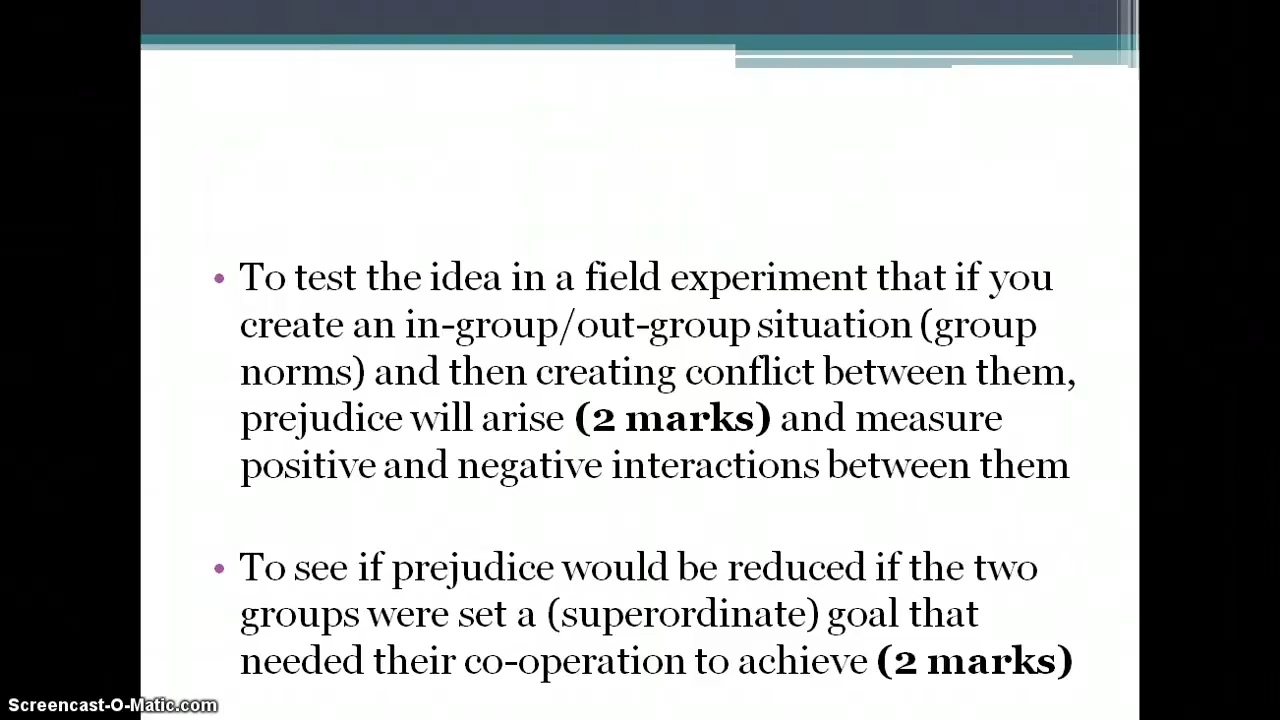 • To test the idea in a field experiment that if you
create an in-group/out-group situation (group
norms) and then creating conflict between them,
prejudice will arise (2 marks) and measure
positive and negative interactions between them
• To see if prejudice would be reduced if the two
groups were set a (superordinate) goal that
needed their co-operation to achieve (2 marks)
Screencast-O-Matic.com